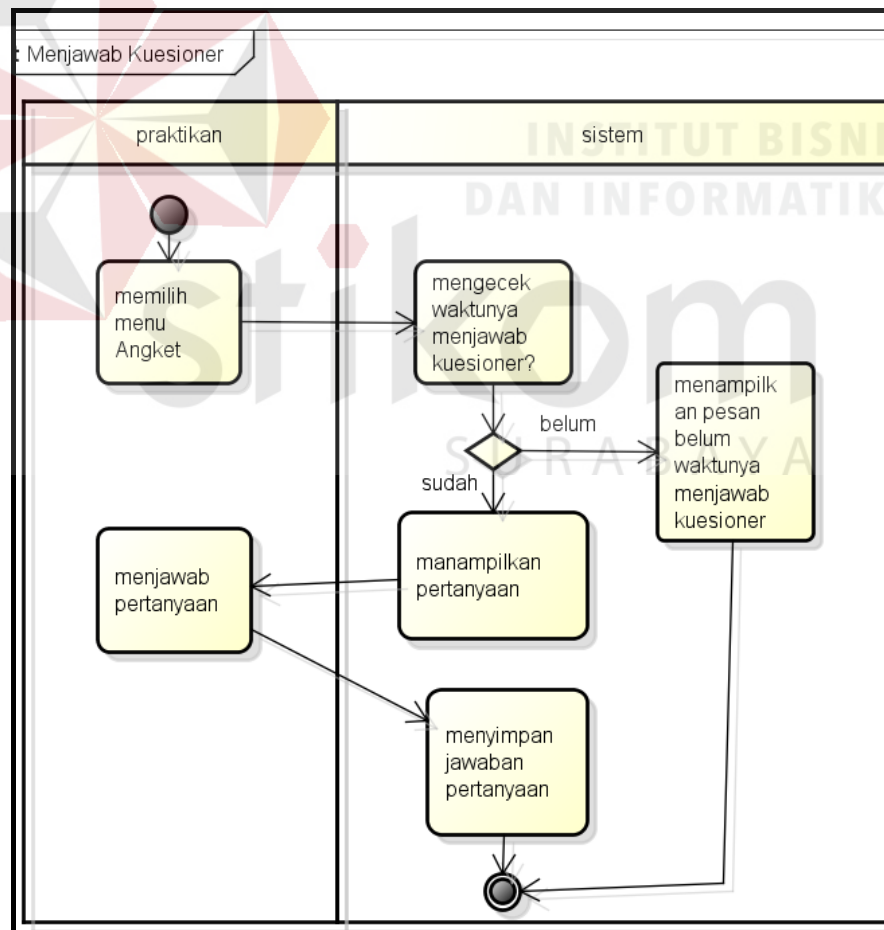 : Menjawab Kuesioner
praktikan
sistem
INSTITUT BISNI
DAN INFORMATIK
stikom
SURABAYA
memilih
menu
Angket
mengecek
waktunya
menjawab
kuesioner?
belum
menampilk
an pesan
belum
waktunya
menjawab
kuesioner
sudah
manampilkan
pertanyaan
menjawab
pertanyaan
menyimpan
jawaban
pertanyaan